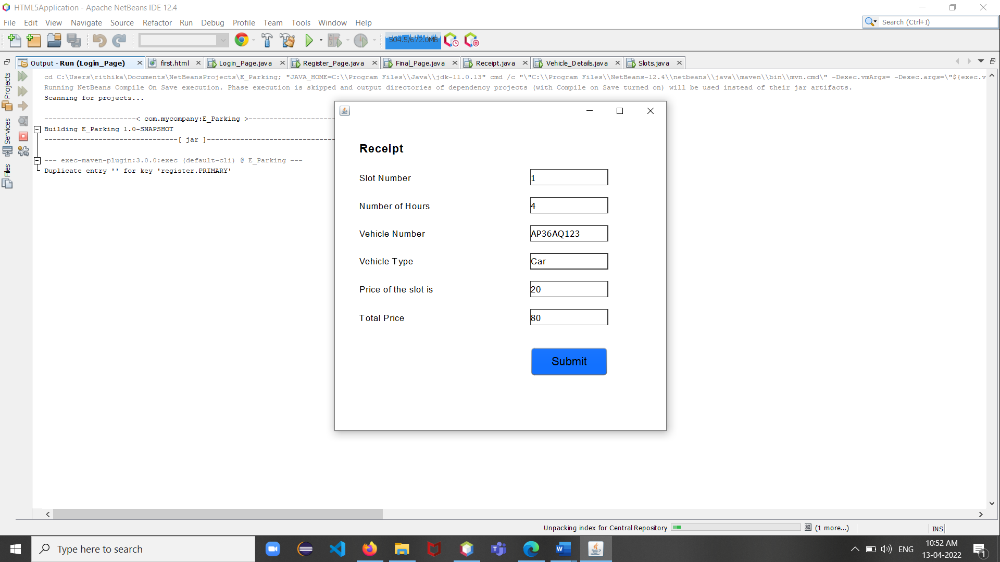 HTML5Application - Apache NetBeans IDE 12.4
File Edit View Navigate Source Refactor Run Debug Profile Team Tools Window Help
Search (Ctrl+I)
504.5/672.0MB
Output - Run (Login_Page) first.html Login_Page.java Register_Page.java Final_Page.java Receipt.java Vehicle_Details.java Slots.java
Projects
Services
Files
cd C:\Users\rithika\Documents\NetBeansProjects\E_Parking; "JAVA_HOME=C:\\Program Files\\Java\\jdk-11.0.13" cmd /c "\"C:\\Program Files\\NetBeans-12.4\\netbeans\\java\\maven\\bin\\mvn.cmd\" -Dexec.vmArgs= -Dexec.args=\"${exec.v
Running NetBeans Compile On Save execution. Phase execution is skipped and output directories of dependency projects (with Compile on Save turned on) will be used instead of their jar artifacts.
Scanning for projects...
----------------------< com.mycompany:E_Parking >---------------------
Building E_Parking 1.0-SNAPSHOT
--------------------------------[ jar ]-------------------------------
--- exec-maven-plugin:3.0.0:exec (default-cli) @ E_Parking ---
Duplicate entry '' for key 'register.PRIMARY'
Receipt
Slot Number 1
Number of Hours 4
Vehicle Number AP36AQ123
Vehicle Type Car
Price of the slot is 20
Total Price 80
Submit
Unpacking index for Central Repository (1 more...) INS
Type here to search
ENG
10:52 AM
13-04-2022
1